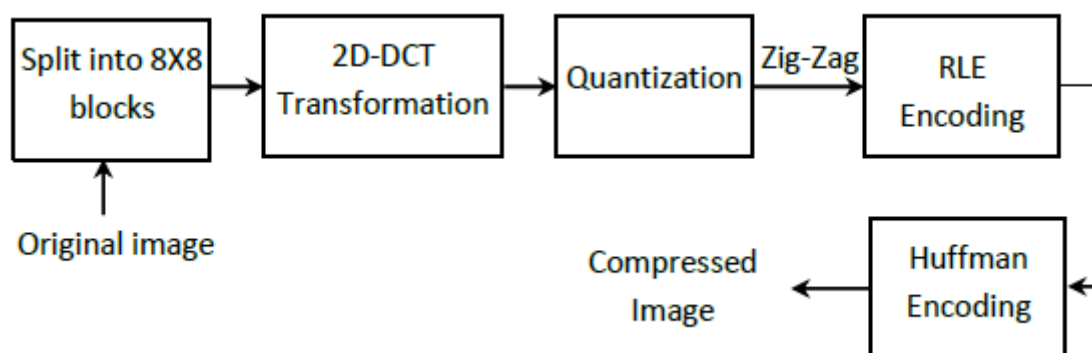 Split into 8X8
blocks
2D-DCT
Transformation
Quantization
Zig-Zag
RLE
Encoding
Original image
Huffman
Encoding
Compressed
Image